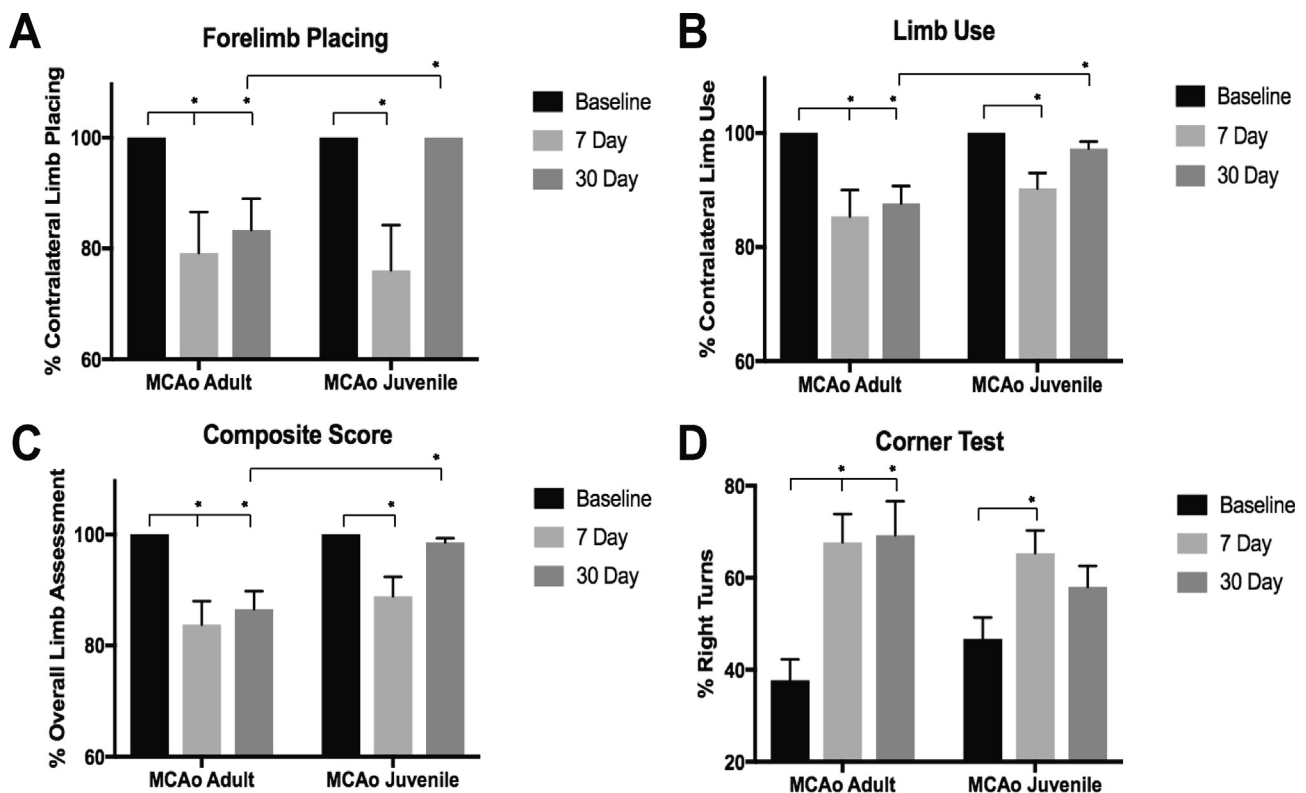 A
Forelimb Placing
% Contralateral Limb Placing
100
80
60
* * * *
MCAo Adult
MCAo Juvenile
Baseline
7 Day
30 Day
B
Limb Use
% Contralateral Limb Use
100
80
60
* * * *
MCAo Adult
MCAo Juvenile
Baseline
7 Day
30 Day
C
Composite Score
% Overall Limb Assessment
100
80
60
* * * *
MCAo Adult
MCAo Juvenile
Baseline
7 Day
30 Day
D
Corner Test
% Right Turns
80
60
40
20
* * *
MCAo Adult
MCAo Juvenile
Baseline
7 Day
30 Day